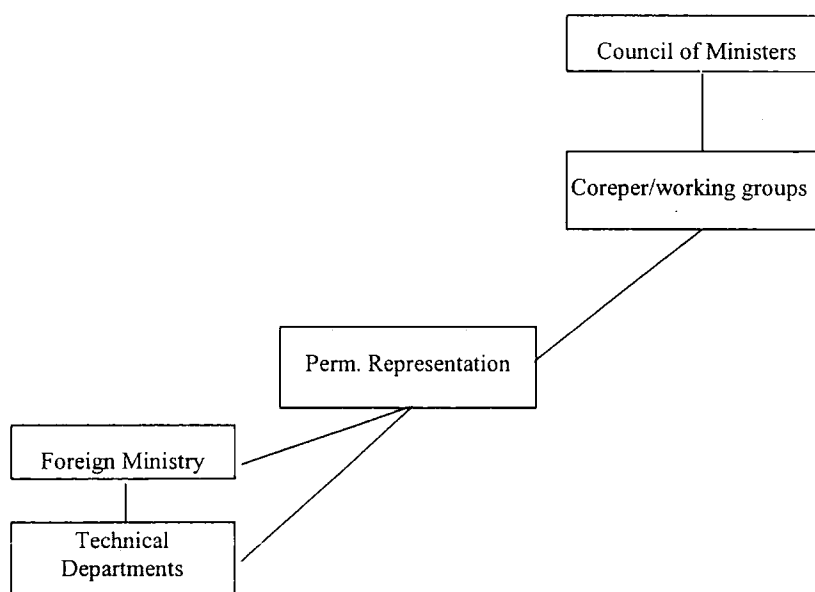 Council of Ministers
Coreper/working groups
Perm. Representation
Foreign Ministry
Technical
Departments